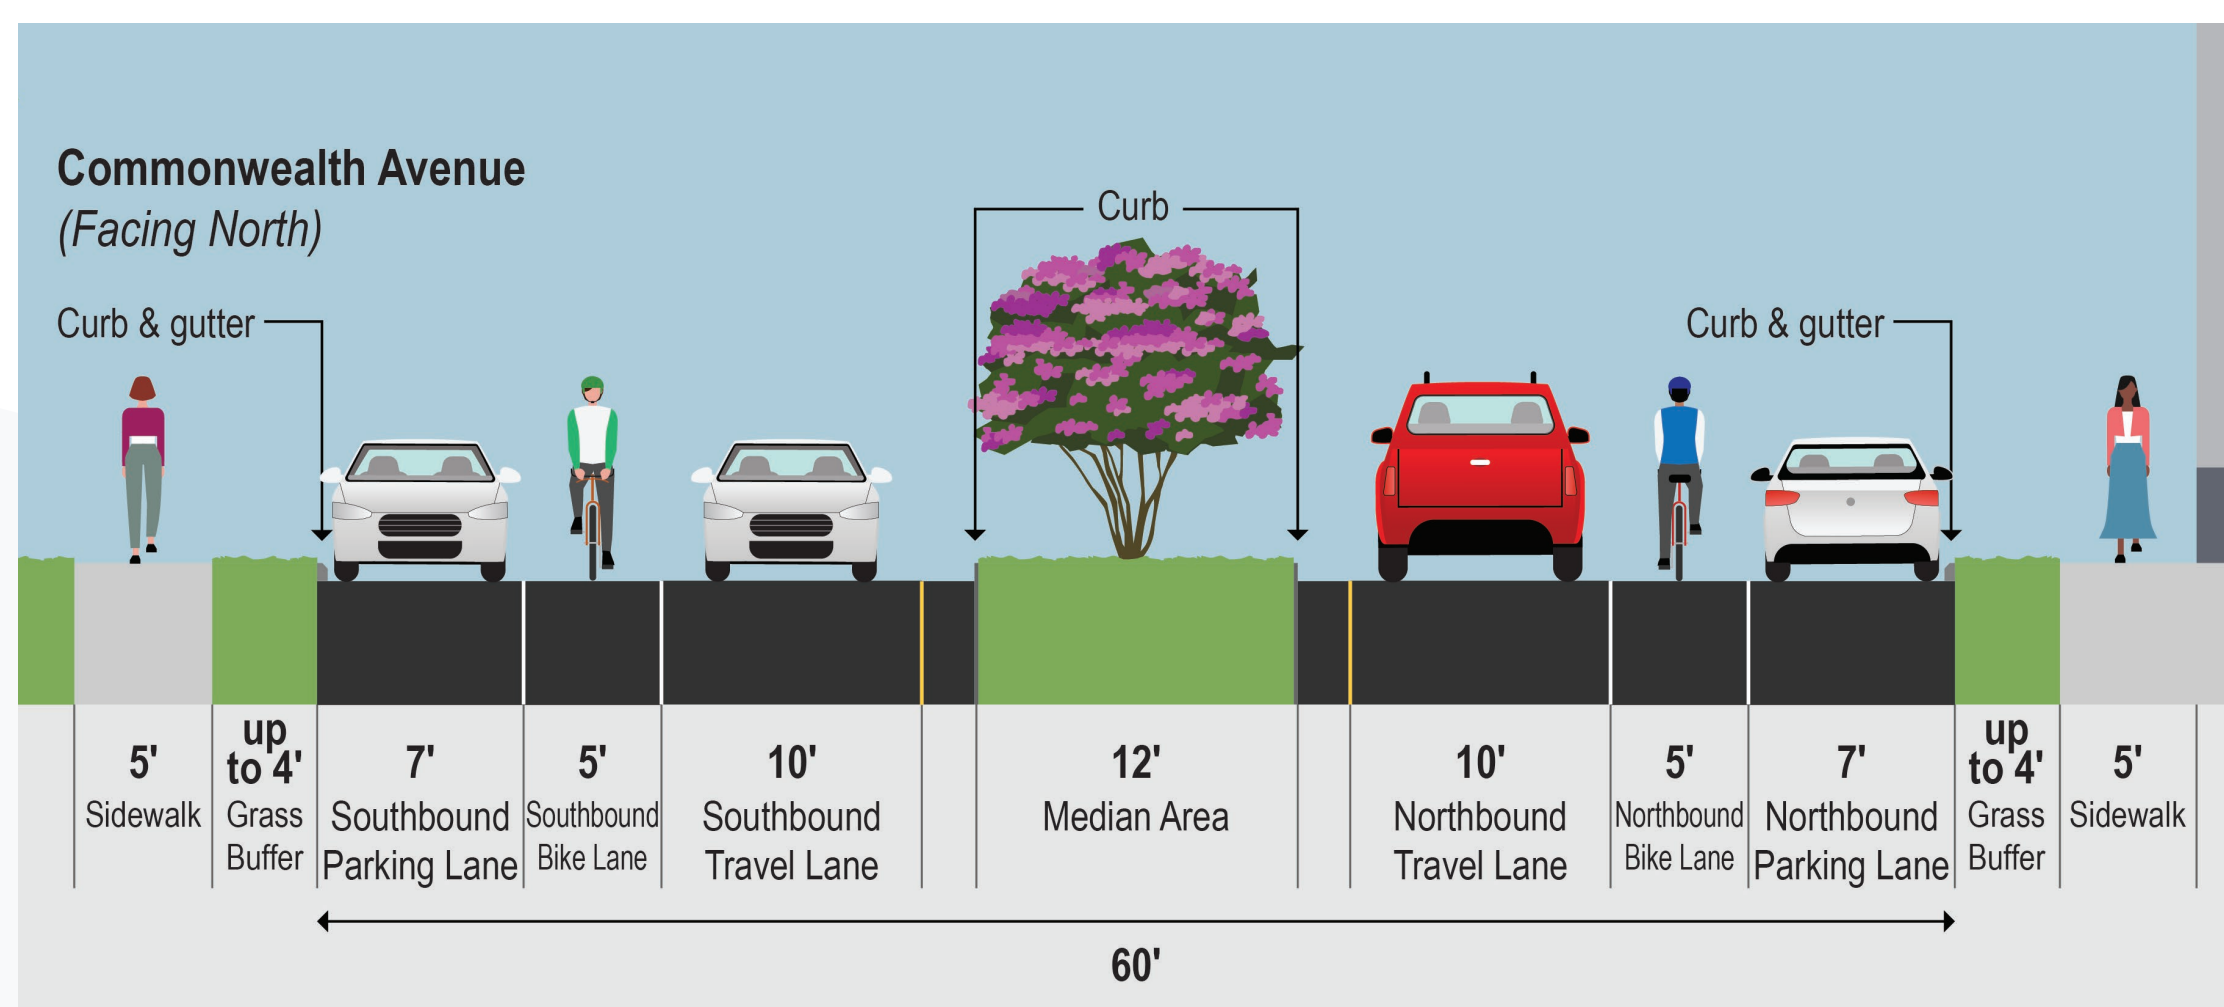 Commonwealth Avenue
(Facing North)
Curb
Curb & gutter
Curb & gutter
5'
Sidewalk
up
to 4'
Grass
Buffer
7'
Southbound
Parking Lane
5'
Southbound
Bike Lane
10'
Southbound
Travel Lane
12'
Median Area
10'
Northbound
Travel Lane
5'
Northbound
Bike Lane
7'
Northbound
Parking Lane
up
to 4'
Grass
Buffer
5'
Sidewalk
60'